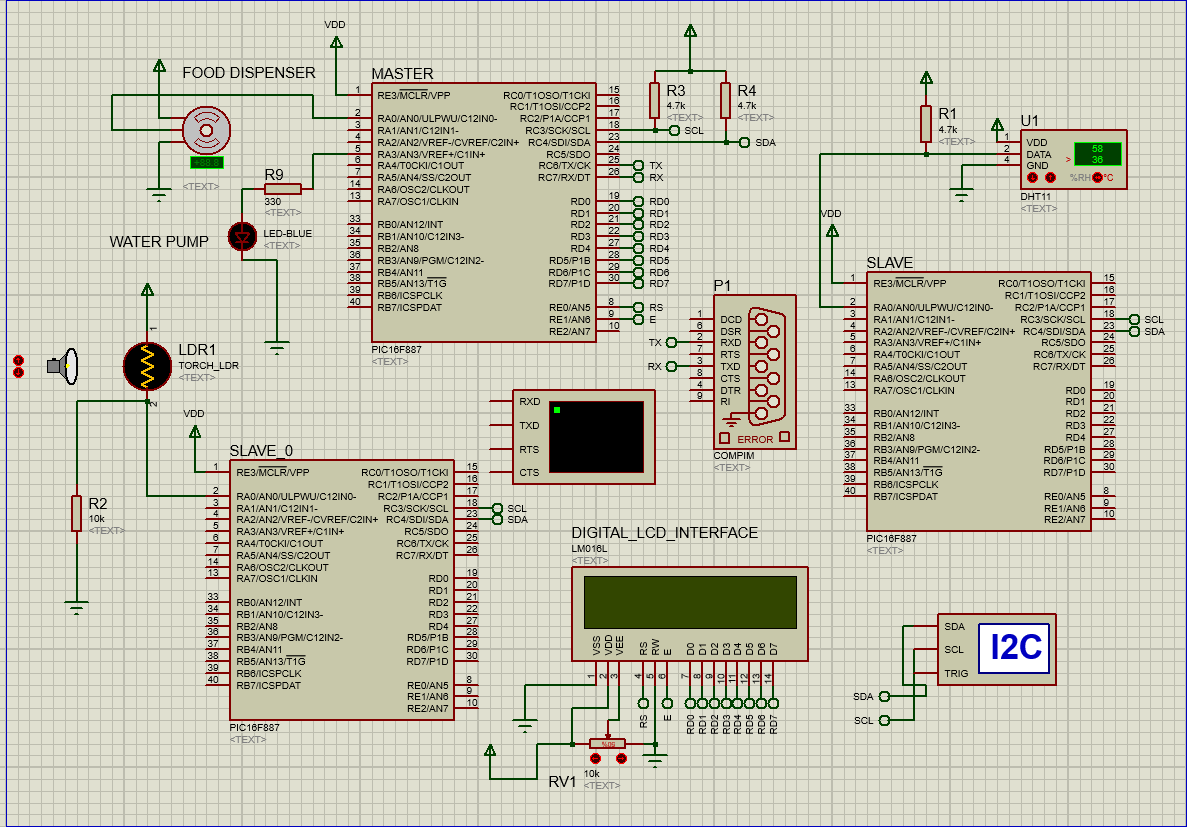 VDD
FOOD DISPENSER
+88.8
<TEXT>
R9
330
<TEXT>
LED-BLUE
<TEXT>
WATER PUMP
MASTER
1 RE3/MCLR/VPP RC0/T1OSO/T1CKI 15
RC1/T1OSI/CCP2 16
2 RA0/AN0/ULPWU/C12IN0- RC2/P1A/CCP1 17
3 RA1/AN1/C12IN1- RC3/SCK/SCL 18
4 RA2/AN2/VREF-/CVREF/C2IN+ RC4/SDI/SDA 23
5 RA3/AN3/VREF+/C1IN+ RC5/SDO 24
6 RA4/T0CKI/C1OUT RC6/TX/CK 25 TX
7 RA5/AN4/SS/C2OUT RC7/RX/DT 26 RX
14 RA6/OSC2/CLKOUT
13 RA7/OSC1/CLKIN RD0 19 RD0
RD1 20 RD1
33 RB0/AN12/INT RD2 21 RD2
34 RB1/AN10/C12IN3- RD3 22 RD3
35 RB2/AN8 RD4 27 RD4
36 RB3/AN9/PGM/C12IN2- RD5/P1B 28 RD5
37 RB4/AN11 RD6/P1C 29 RD6
38 RB5/AN13/T1G RD7/P1D 30 RD7
39 RB6/ICSPCLK
40 RB7/ICSPDAT RE0/AN5 8 RS
RE1/AN6 9 E
RE2/AN7 10
PIC16F887
<TEXT>
R3
4.7k
<TEXT>
SCL
R4
4.7k
<TEXT>
SDA
R1
4.7k
<TEXT>
U1
1 VDD
2 DATA
4 GND
>
58
36
%RH
°C
DHT11
<TEXT>
VDD
SLAVE
1 RE3/MCLR/VPP RC0/T1OSO/T1CKI 15
RC1/T1OSI/CCP2 16
2 RA0/AN0/ULPWU/C12IN0- RC2/P1A/CCP1 17
3 RA1/AN1/C12IN1- RC3/SCK/SCL 18 SCL
4 RA2/AN2/VREF-/CVREF/C2IN+ RC4/SDI/SDA 23 SDA
5 RA3/AN3/VREF+/C1IN+ RC5/SDO 24
6 RA4/T0CKI/C1OUT RC6/TX/CK 25
7 RA5/AN4/SS/C2OUT RC7/RX/DT 26
14 RA6/OSC2/CLKOUT
13 RA7/OSC1/CLKIN RD0 19
RD1 20
33 RB0/AN12/INT RD2 21
34 RB1/AN10/C12IN3- RD3 22
35 RB2/AN8 RD4 27
36 RB3/AN9/PGM/C12IN2- RD5/P1B 28
37 RB4/AN11 RD6/P1C 29
38 RB5/AN13/T1G RD7/P1D 30
39 RB6/ICSPCLK
40 RB7/ICSPDAT RE0/AN5 8
RE1/AN6 9
RE2/AN7 10
PIC16F887
<TEXT>
P1
1 DCD
6 DSR
TX 2 RXD
7 RTS
RX 3 TXD
8 CTS
4 DTR
9 RI
ERROR
COMPIM
<TEXT>
RXD
TXD
RTS
CTS
1
LDR1
TORCH_LDR
<TEXT>
2
R2
10k
<TEXT>
VDD
SLAVE_0
1 RE3/MCLR/VPP RC0/T1OSO/T1CKI 15
RC1/T1OSI/CCP2 16
2 RA0/AN0/ULPWU/C12IN0- RC2/P1A/CCP1 17
3 RA1/AN1/C12IN1- RC3/SCK/SCL 18 SCL
4 RA2/AN2/VREF-/CVREF/C2IN+ RC4/SDI/SDA 23 SDA
5 RA3/AN3/VREF+/C1IN+ RC5/SDO 24
6 RA4/T0CKI/C1OUT RC6/TX/CK 25
7 RA5/AN4/SS/C2OUT RC7/RX/DT 26
14 RA6/OSC2/CLKOUT
13 RA7/OSC1/CLKIN RD0 19
RD1 20
33 RB0/AN12/INT RD2 21
34 RB1/AN10/C12IN3- RD3 22
35 RB2/AN8 RD4 27
36 RB3/AN9/PGM/C12IN2- RD5/P1B 28
37 RB4/AN11 RD6/P1C 29
38 RB5/AN13/T1G RD7/P1D 30
39 RB6/ICSPCLK
40 RB7/ICSPDAT RE0/AN5 8
RE1/AN6 9
RE2/AN7 10
PIC16F887
<TEXT>
DIGITAL_LCD_INTERFACE
LM016L
<TEXT>
VSS VDD VEE RS RW E D0 D1 D2 D3 D4 D5 D6 D7
1 2 3 4 5 6 7 8 9 10 11 12 13 14
RS E RD0 RD1 RD2 RD3 RD4 RD5 RD6 RD7
RV1
10k
<TEXT>
SDA
SCL
TRIG
I2C
SDA
SCL